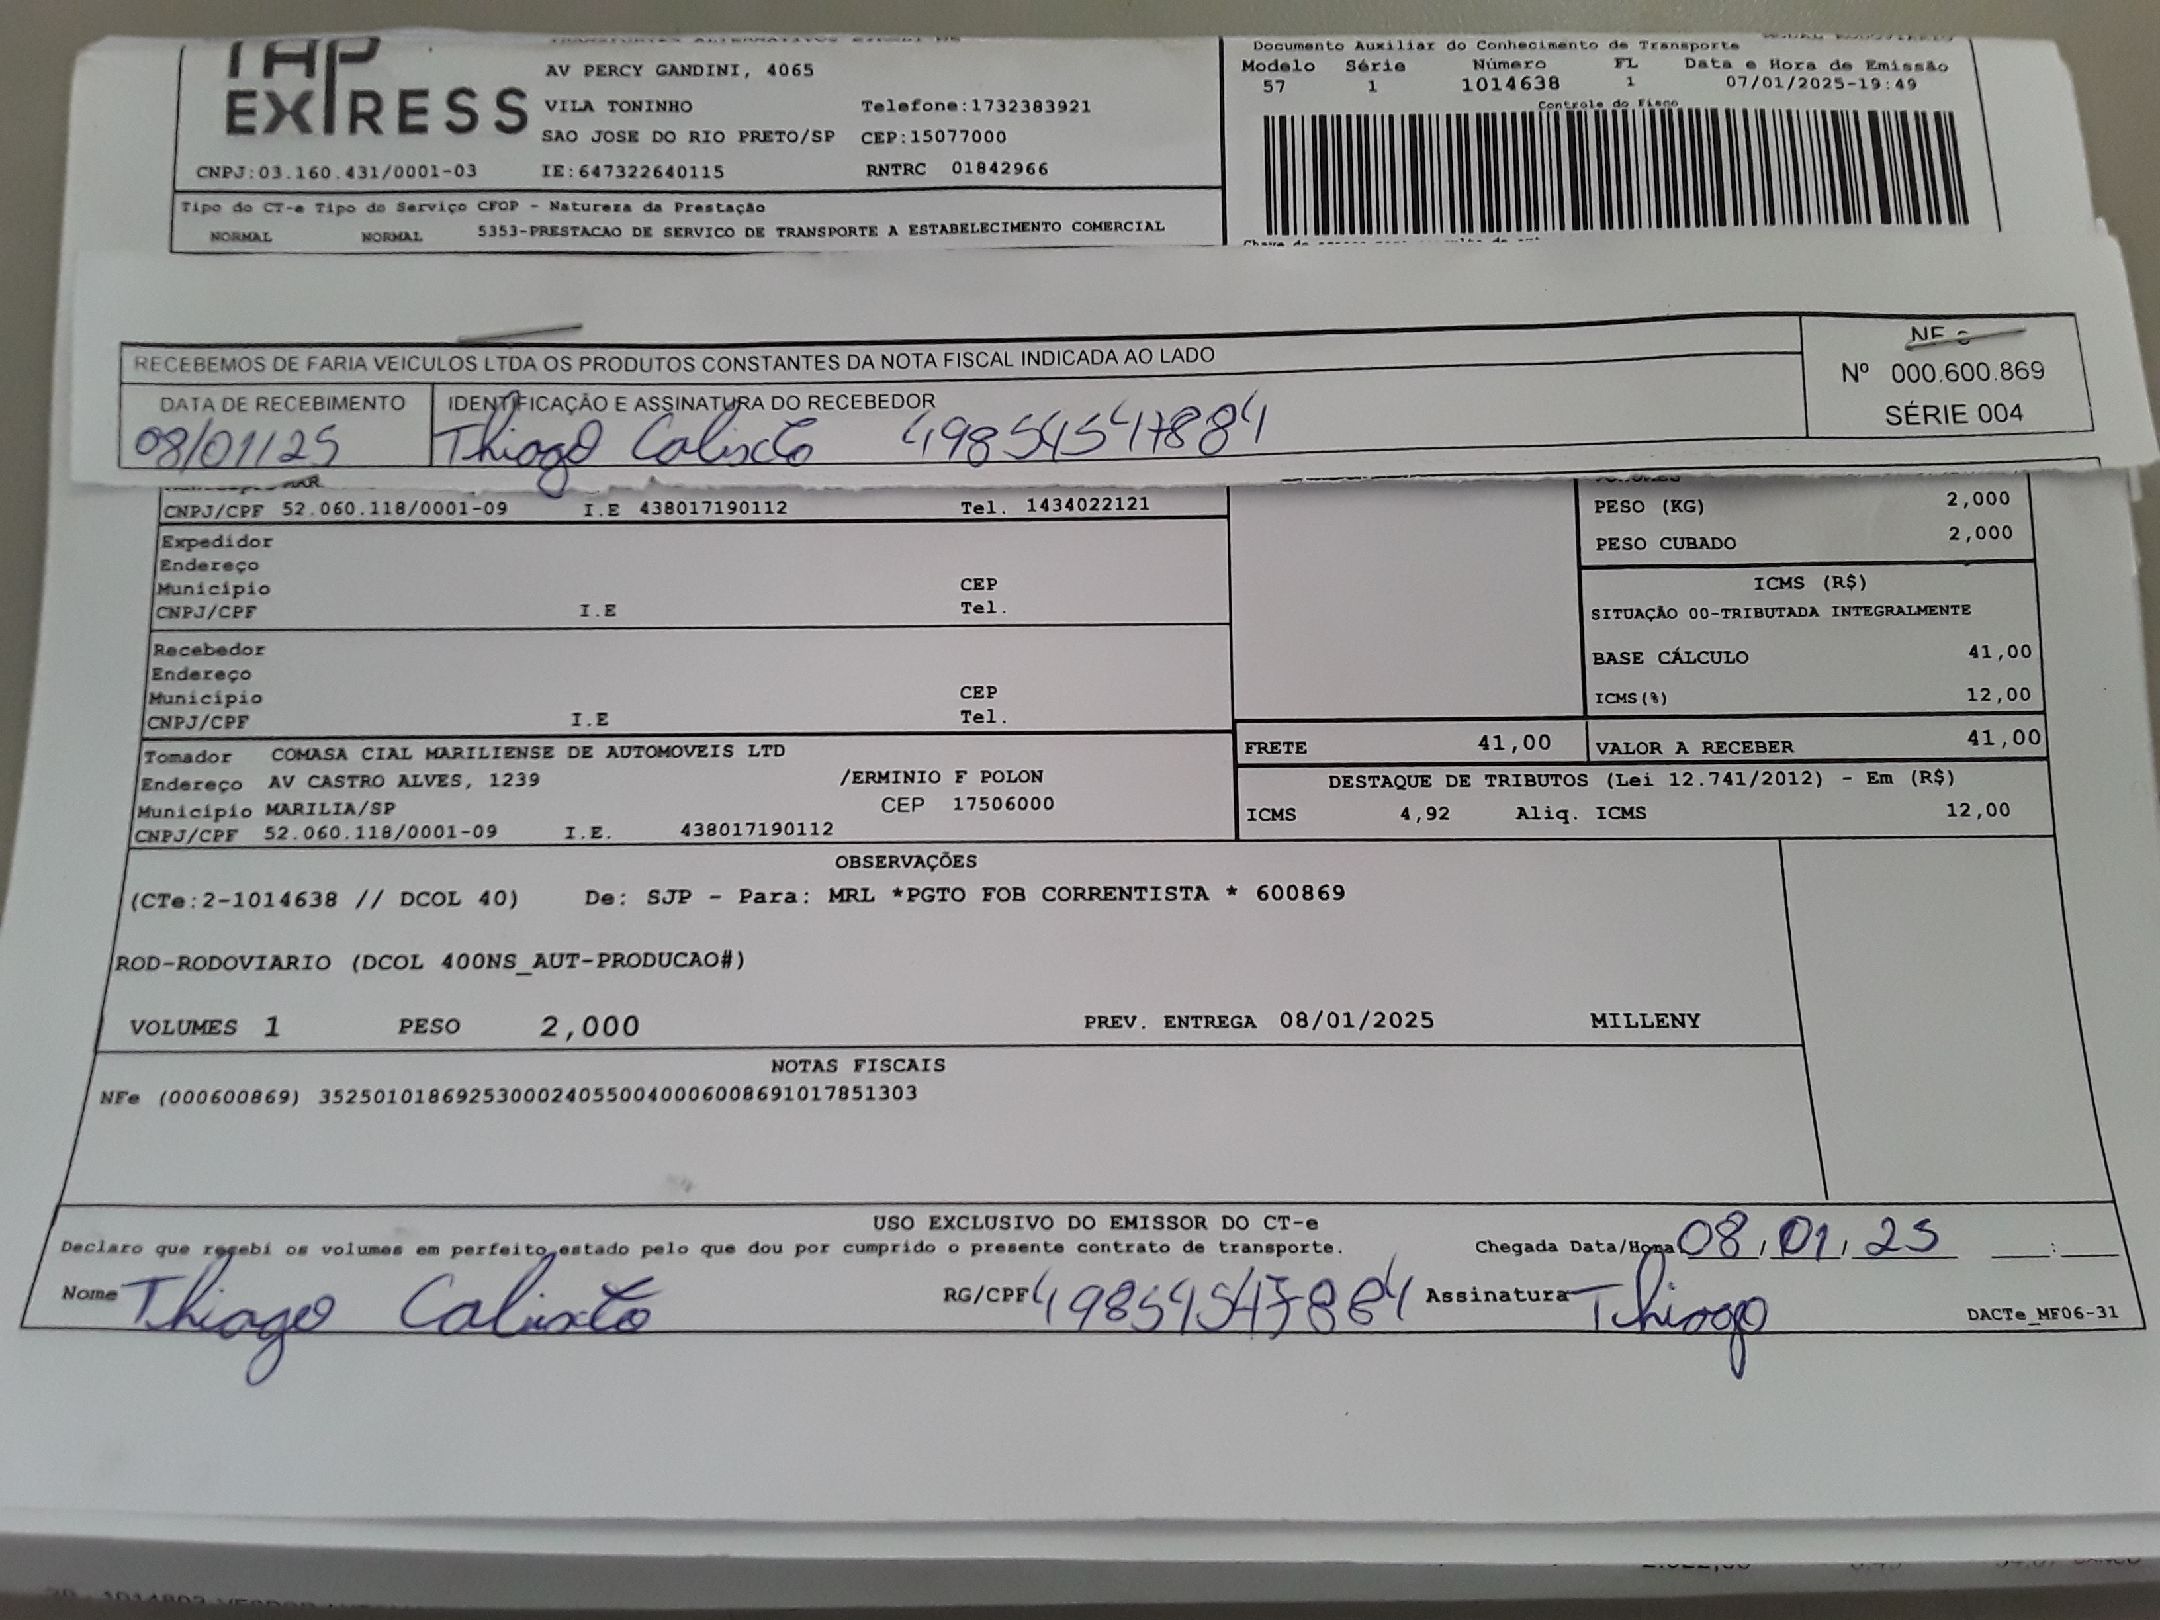 TAP
EXPRESS
AV PERCY GANDINI, 4065
VILA TONINHO Telefone:1732383921
SAO JOSE DO RIO PRETO/SP CEP:15077000
CNPJ:03.160.431/0001-03 IE:647322640115 RNTRC 01842966
Tipo do CT-e Tipo do Serviço CFOP - Natureza da Prestação
NORMAL NORMAL 5353-PRESTACAO DE SERVICO DE TRANSPORTE A ESTABELECIMENTO COMERCIAL
Documento Auxiliar do Conhecimento de Transporte
Modelo Série Número FL Data e Hora de Emissão
57 1 1014638 1 07/01/2025-19:49
Controle do Fisco
RECEBEMOS DE FARIA VEICULOS LTDA OS PRODUTOS CONSTANTES DA NOTA FISCAL INDICADA AO LADO
NF-e
Nº 000.600.869
SÉRIE 004
DATA DE RECEBIMENTO IDENTIFICAÇÃO E ASSINATURA DO RECEBEDOR
08/01/25 Thiago Calixto 49854547884
CNPJ/CPF 52.060.118/0001-09 I.E 438017190112 Tel. 1434022121
Expedidor
Endereço
Município CEP
CNPJ/CPF I.E Tel.
Recebedor
Endereço
Município CEP
CNPJ/CPF I.E Tel.
PESO (KG) 2,000
PESO CUBADO 2,000
ICMS (R$)
SITUAÇÃO 00-TRIBUTADA INTEGRALMENTE
BASE CÁLCULO 41,00
ICMS(%) 12,00
Tomador COMASA CIAL MARILIENSE DE AUTOMOVEIS LTD
Endereço AV CASTRO ALVES, 1239 /ERMINIO F POLON
Município MARILIA/SP CEP 17506000
CNPJ/CPF 52.060.118/0001-09 I.E. 438017190112
FRETE 41,00 VALOR A RECEBER 41,00
DESTAQUE DE TRIBUTOS (Lei 12.741/2012) - Em (R$)
ICMS 4,92 Aliq. ICMS 12,00
OBSERVAÇÕES
(CTe:2-1014638 // DCOL 40) De: SJP - Para: MRL *PGTO FOB CORRENTISTA * 600869
ROD-RODOVIARIO (DCOL 400NS_AUT-PRODUCAO#)
VOLUMES 1 PESO 2,000 PREV. ENTREGA 08/01/2025 MILLENY
NOTAS FISCAIS
NFe (000600869) 35250101869253000240550040006008691017851303
USO EXCLUSIVO DO EMISSOR DO CT-e
Declaro que recebi os volumes em perfeito estado pelo que dou por cumprido o presente contrato de transporte. Chegada Data/Hora 08/01/25 __:__
Nome Thiago Calixto RG/CPF 49854547884 Assinatura Thiago
DACTe_MF06-31